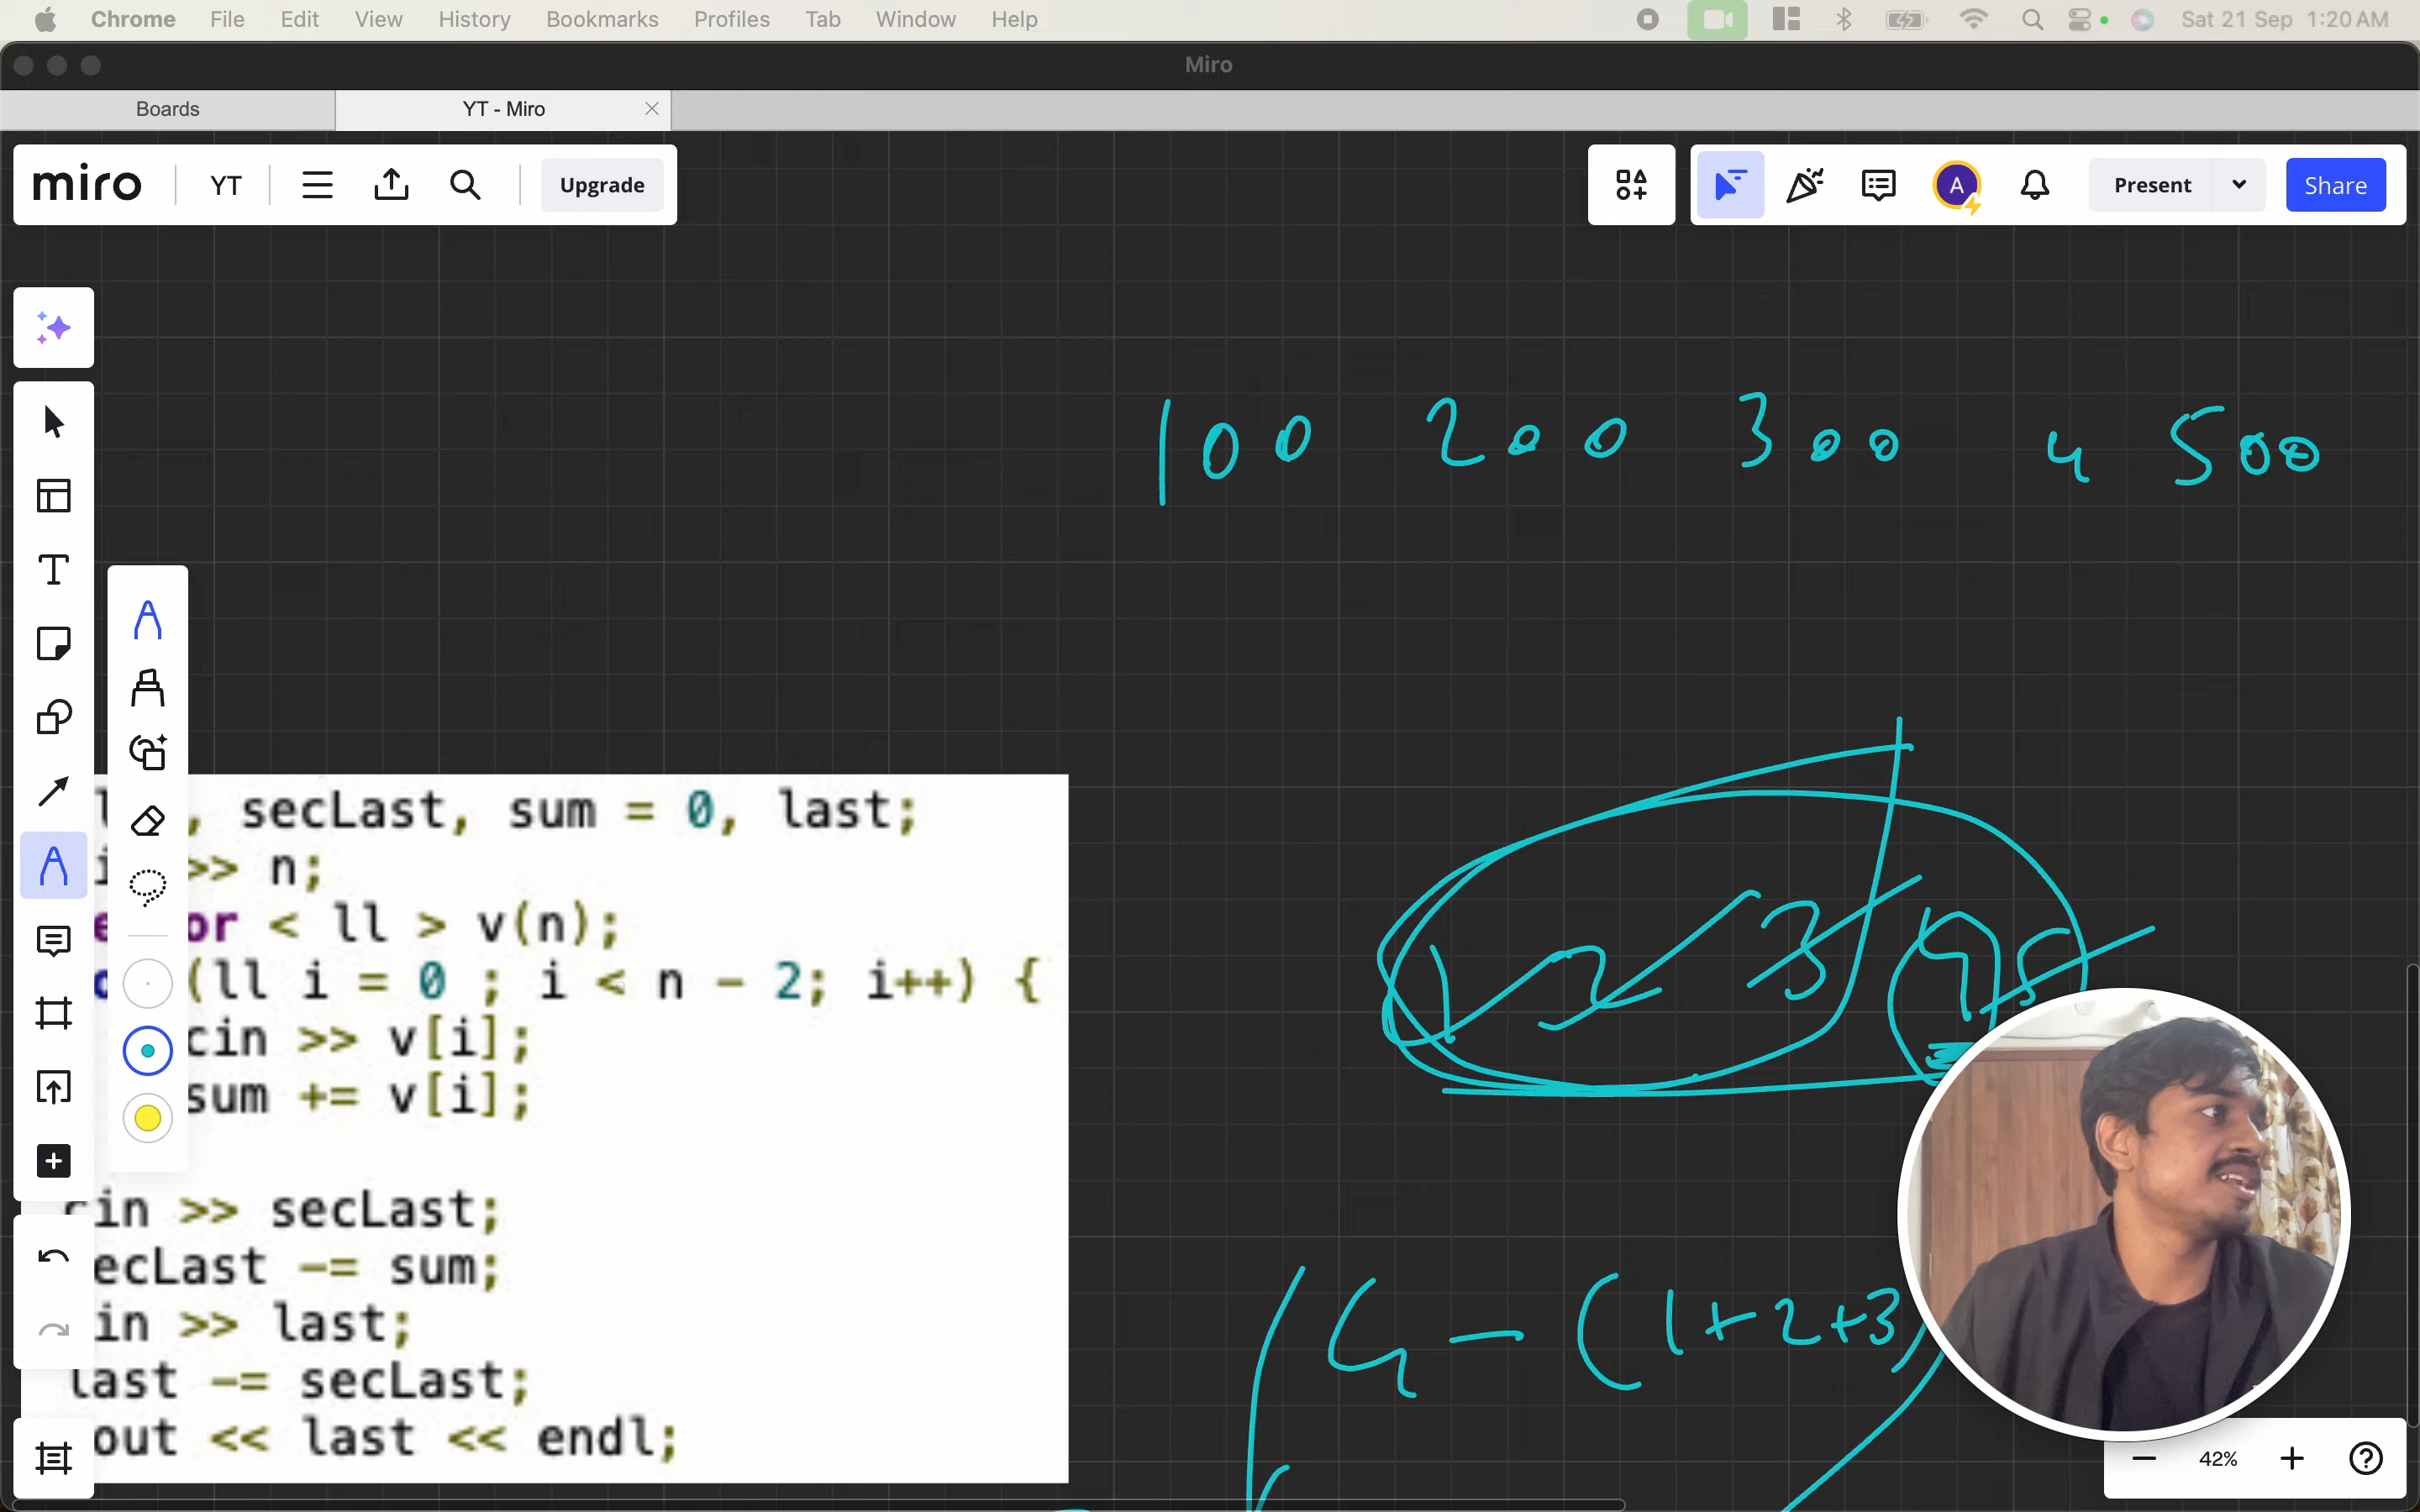 Chrome File Edit View History Bookmarks Profiles Tab Window Help Sat 21 Sep 1:20 AM
Miro
Boards YT - Miro
miro YT Upgrade A Present Share
100 200 300 4 500
, secLast, sum = 0, last;
>> n;
or < ll > v(n);
(ll i = 0 ; i < n - 2; i++) {
cin >> v[i];
sum += v[i];
1 2 3 4 5
cin >> secLast;
ecLast -= sum;
in >> last;
last -= secLast;
out << last << endl;
(4 - (1+2+3)
42%